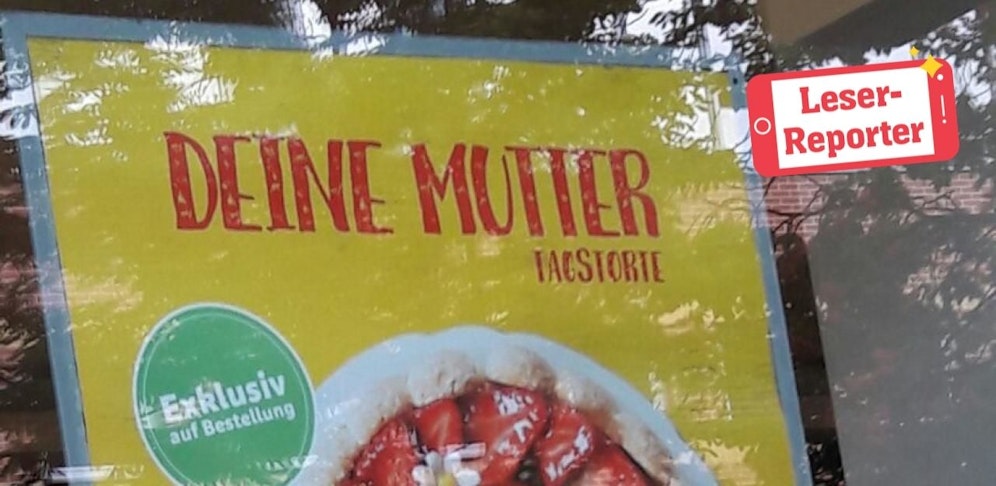 Leser-
Reporter
DEINE MUTTER
TAGSTORTE
Exklusiv
auf Bestellung